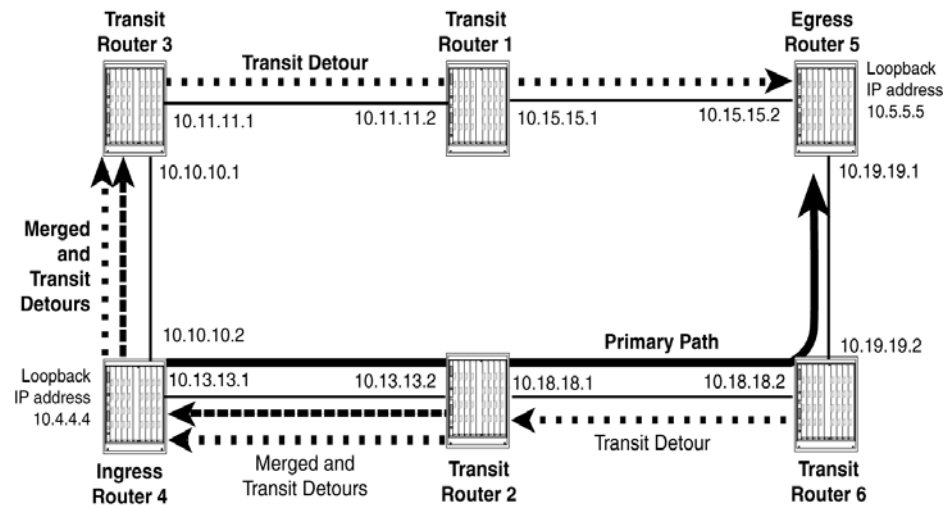 Transit
Router 3
Transit
Router 1
Egress
Router 5
Transit Detour
Loopback
IP address
10.5.5.5
10.11.11.1
10.11.11.2
10.15.15.1
10.15.15.2
10.10.10.1
10.19.19.1
Merged
and
Transit
Detours
10.10.10.2
Primary Path
10.19.19.2
Loopback
IP address
10.4.4.4
10.13.13.1
10.13.13.2
10.18.18.1
10.18.18.2
Ingress
Router 4
Merged and
Transit Detours
Transit
Router 2
Transit Detour
Transit
Router 6